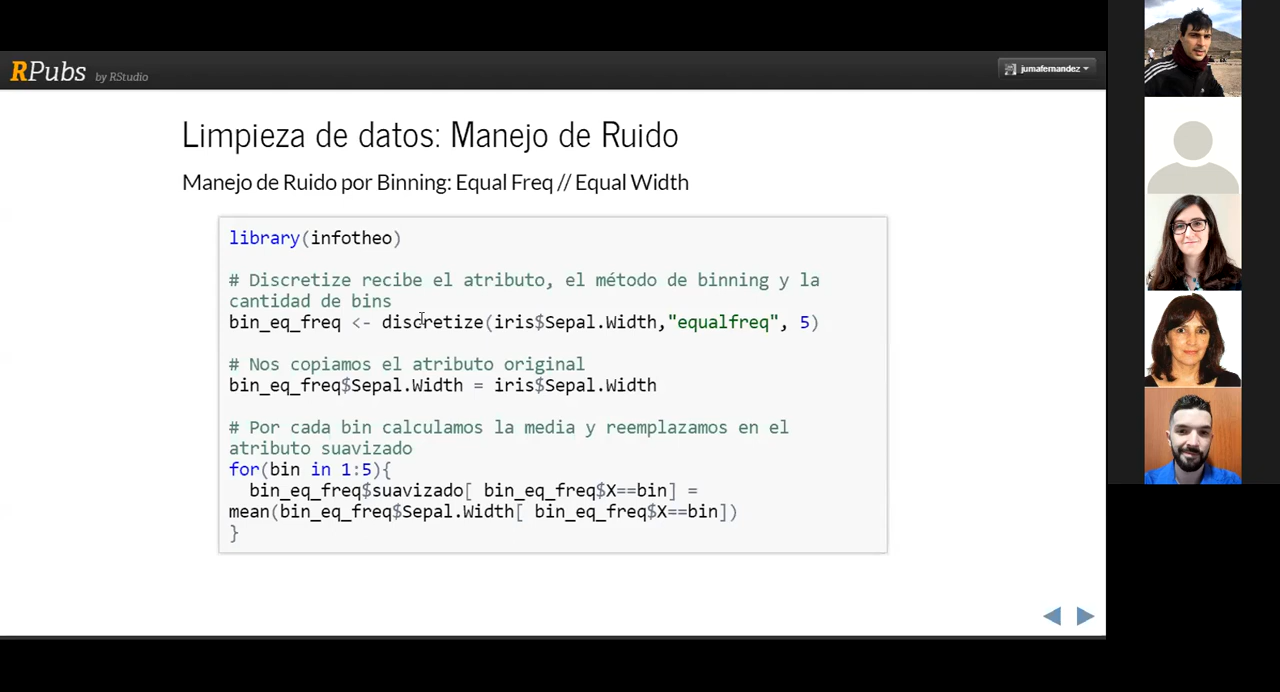 RPubs by RStudio
jumafernandez
Limpieza de datos: Manejo de Ruido
Manejo de Ruido por Binning: Equal Freq // Equal Width
library(infotheo)
# Discretize recibe el atributo, el método de binning y la
cantidad de bins
bin_eq_freq <- discretize(iris$Sepal.Width,"equalfreq", 5)
# Nos copiamos el atributo original
bin_eq_freq$Sepal.Width = iris$Sepal.Width
# Por cada bin calculamos la media y reemplazamos en el
atributo suavizado
for(bin in 1:5){
  bin_eq_freq$suavizado[ bin_eq_freq$X==bin] =
mean(bin_eq_freq$Sepal.Width[ bin_eq_freq$X==bin])
}